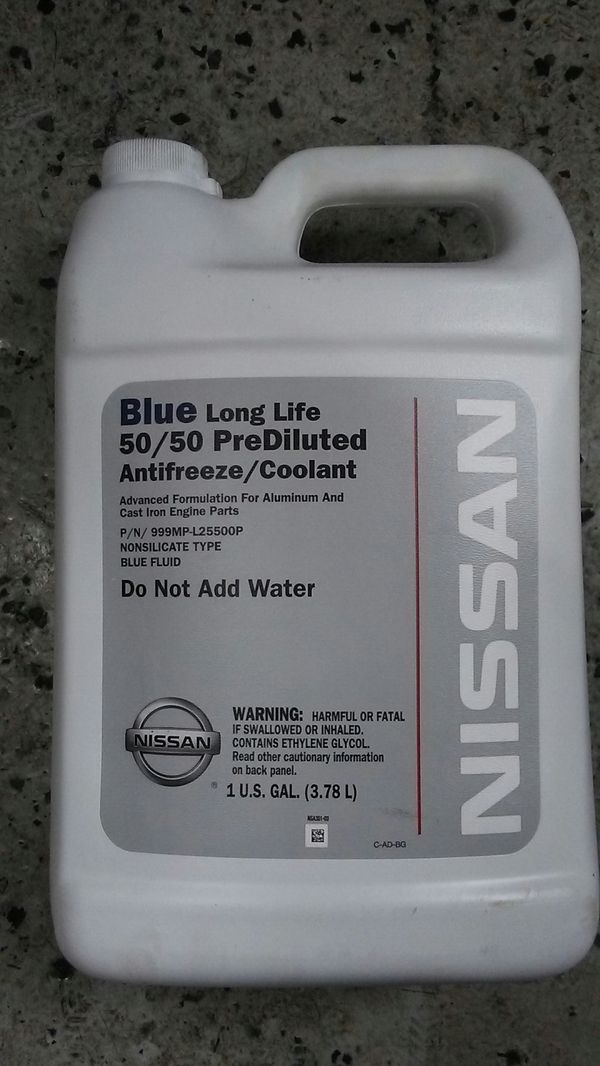 Blue Long Life
50/50 PreDiluted
Antifreeze/Coolant
Advanced Formulation For Aluminum And
Cast Iron Engine Parts
P/N/ 999MP-L25500P
NONSILICATE TYPE
BLUE FLUID
Do Not Add Water
NISSAN
WARNING: HARMFUL OR FATAL
IF SWALLOWED OR INHALED.
CONTAINS ETHYLENE GLYCOL.
Read other cautionary information
on back panel.
®
1 U.S. GAL. (3.78 L)
C-AD-BG
NISSAN